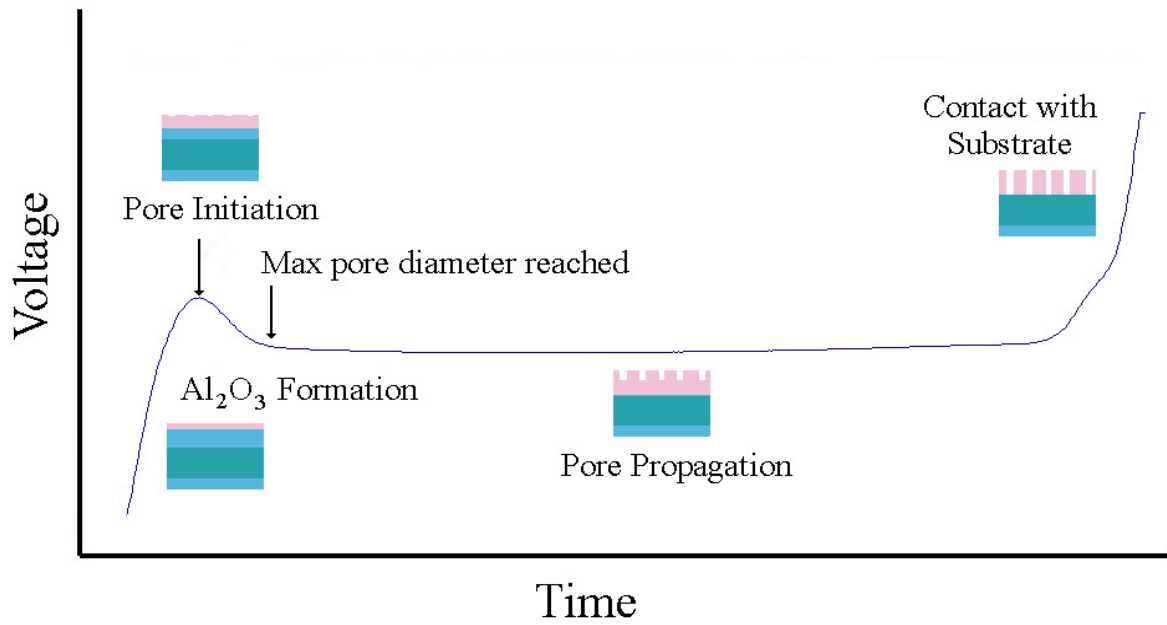 Contact with
Substrate
Pore Initiation
Max pore diameter reached
Voltage
Al₂O₃ Formation
Pore Propagation
Time